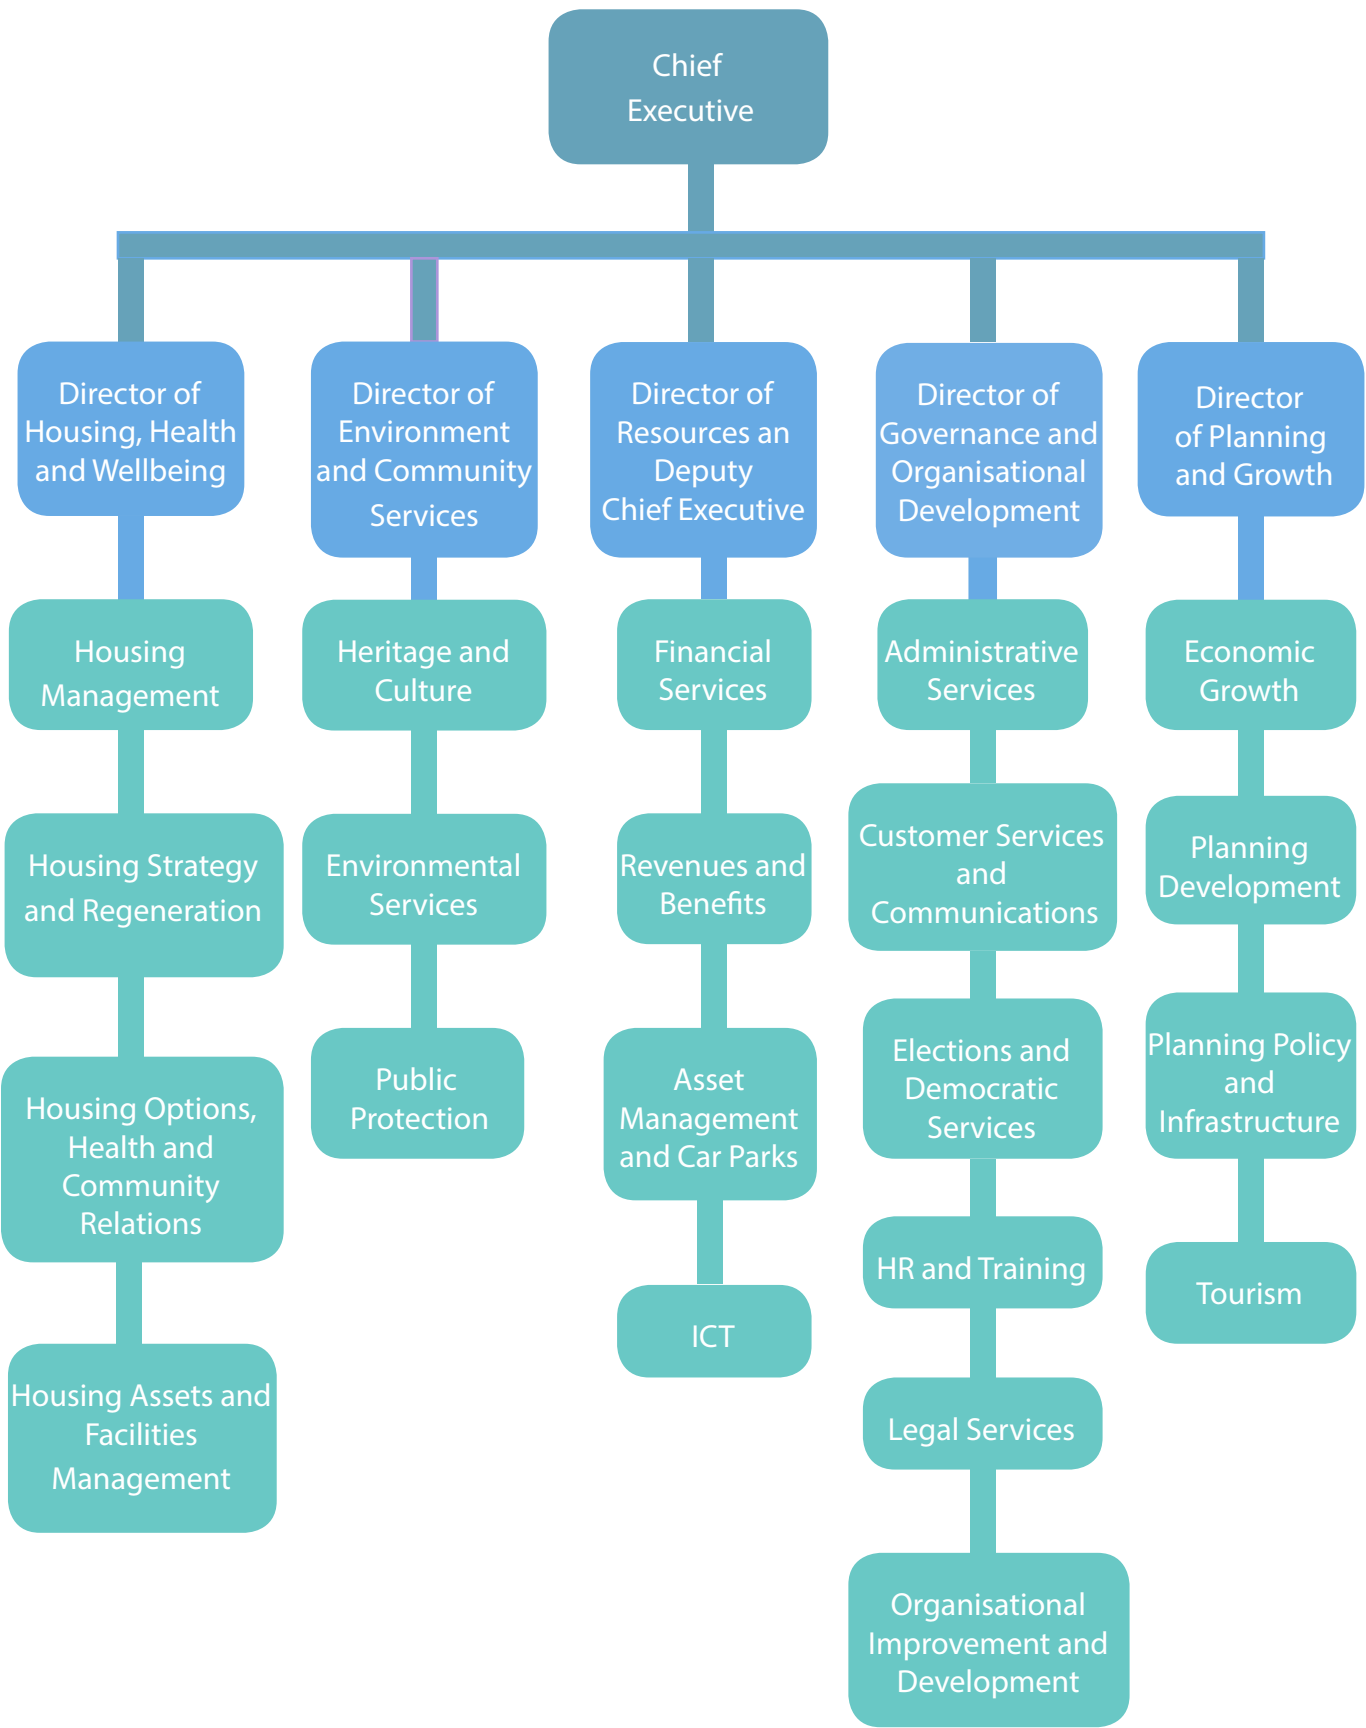 Chief
Executive
Director of
Housing, Health
and Wellbeing
Housing
Management
Housing Strategy
and Regeneration
Housing Options,
Health and
Community
Relations
Housing Assets and
Facilities
Management
Director of
Environment
and Community
Services
Heritage and
Culture
Environmental
Services
Public
Protection
Director of
Resources an
Deputy
Chief Executive
Financial
Services
Revenues and
Benefits
Asset
Management
and Car Parks
ICT
Director of
Governance and
Organisational
Development
Administrative
Services
Customer Services
and
Communications
Elections and
Democratic
Services
HR and Training
Legal Services
Organisational
Improvement and
Development
Director
of Planning
and Growth
Economic
Growth
Planning
Development
Planning Policy
and
Infrastructure
Tourism